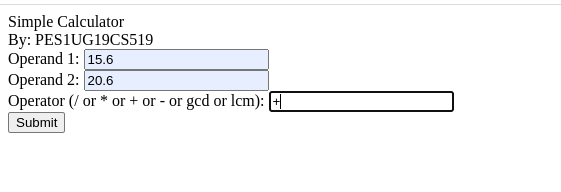 Simple Calculator
By: PES1UG19CS519
Operand 1: 15.6
Operand 2: 20.6
Operator (/ or * or + or - or gcd or lcm): +
Submit